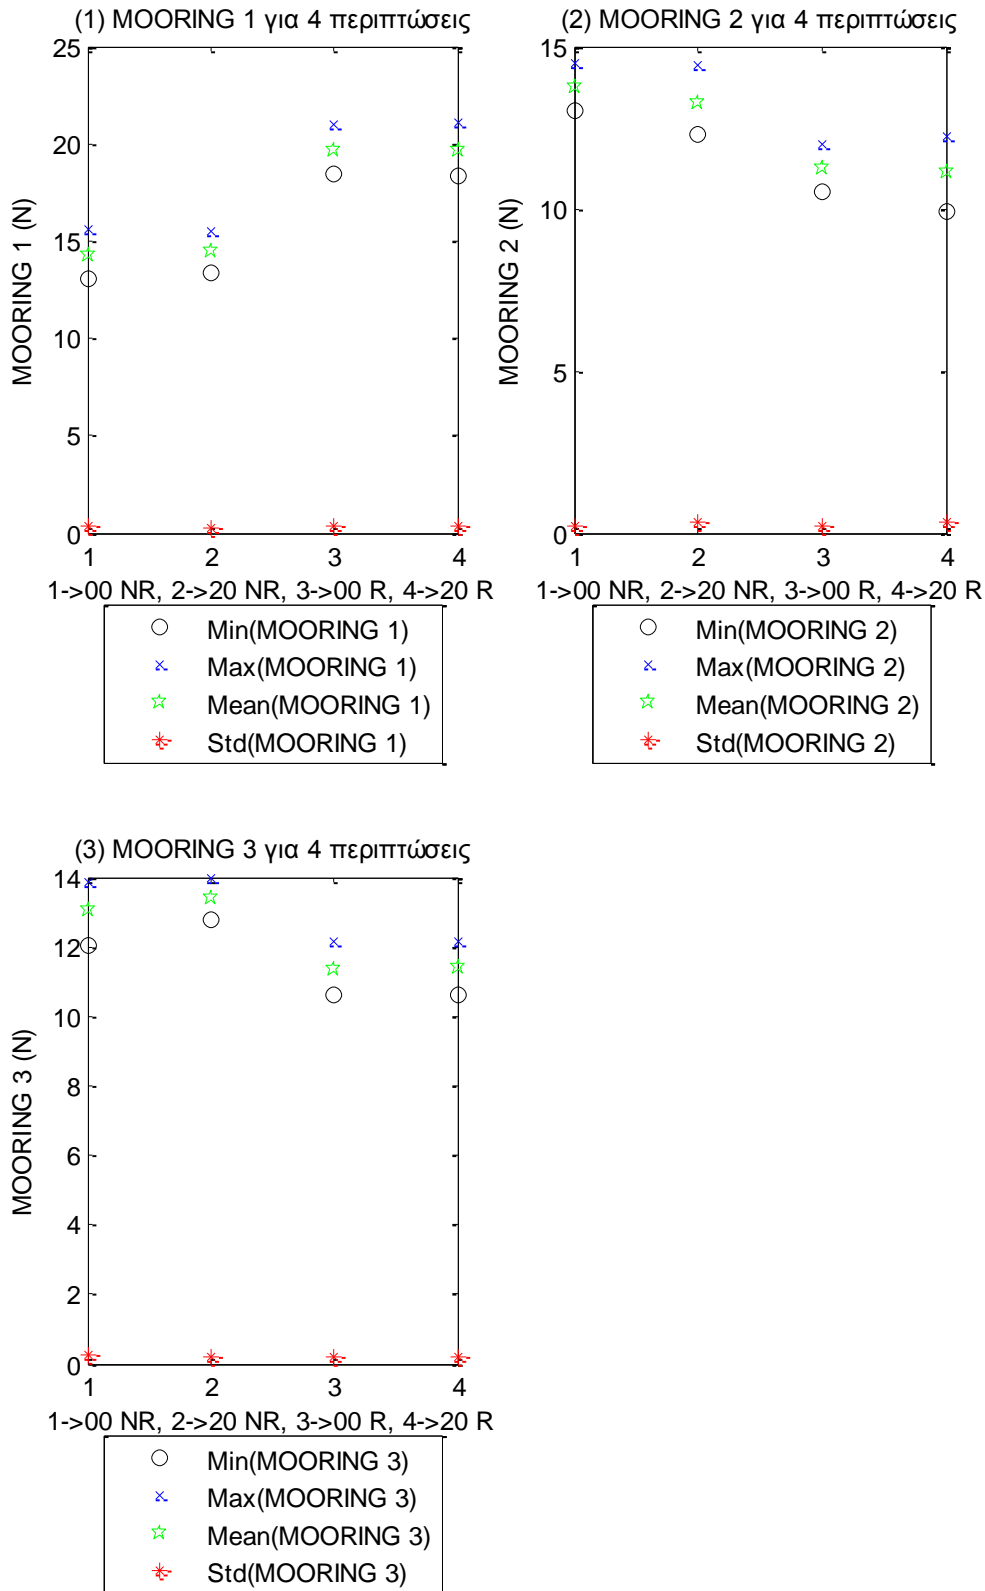 (1) MOORING 1 για 4 περιπτώσεις
25
20
15
10
5
0
MOORING 1 (N)
1 2 3 4
1->00 NR, 2->20 NR, 3->00 R, 4->20 R
Min(MOORING 1)
Max(MOORING 1)
Mean(MOORING 1)
Std(MOORING 1)
(2) MOORING 2 για 4 περιπτώσεις
15
10
5
0
MOORING 2 (N)
1 2 3 4
1->00 NR, 2->20 NR, 3->00 R, 4->20 R
Min(MOORING 2)
Max(MOORING 2)
Mean(MOORING 2)
Std(MOORING 2)
(3) MOORING 3 για 4 περιπτώσεις
14
12
10
8
6
4
2
0
MOORING 3 (N)
1 2 3 4
1->00 NR, 2->20 NR, 3->00 R, 4->20 R
Min(MOORING 3)
Max(MOORING 3)
Mean(MOORING 3)
Std(MOORING 3)